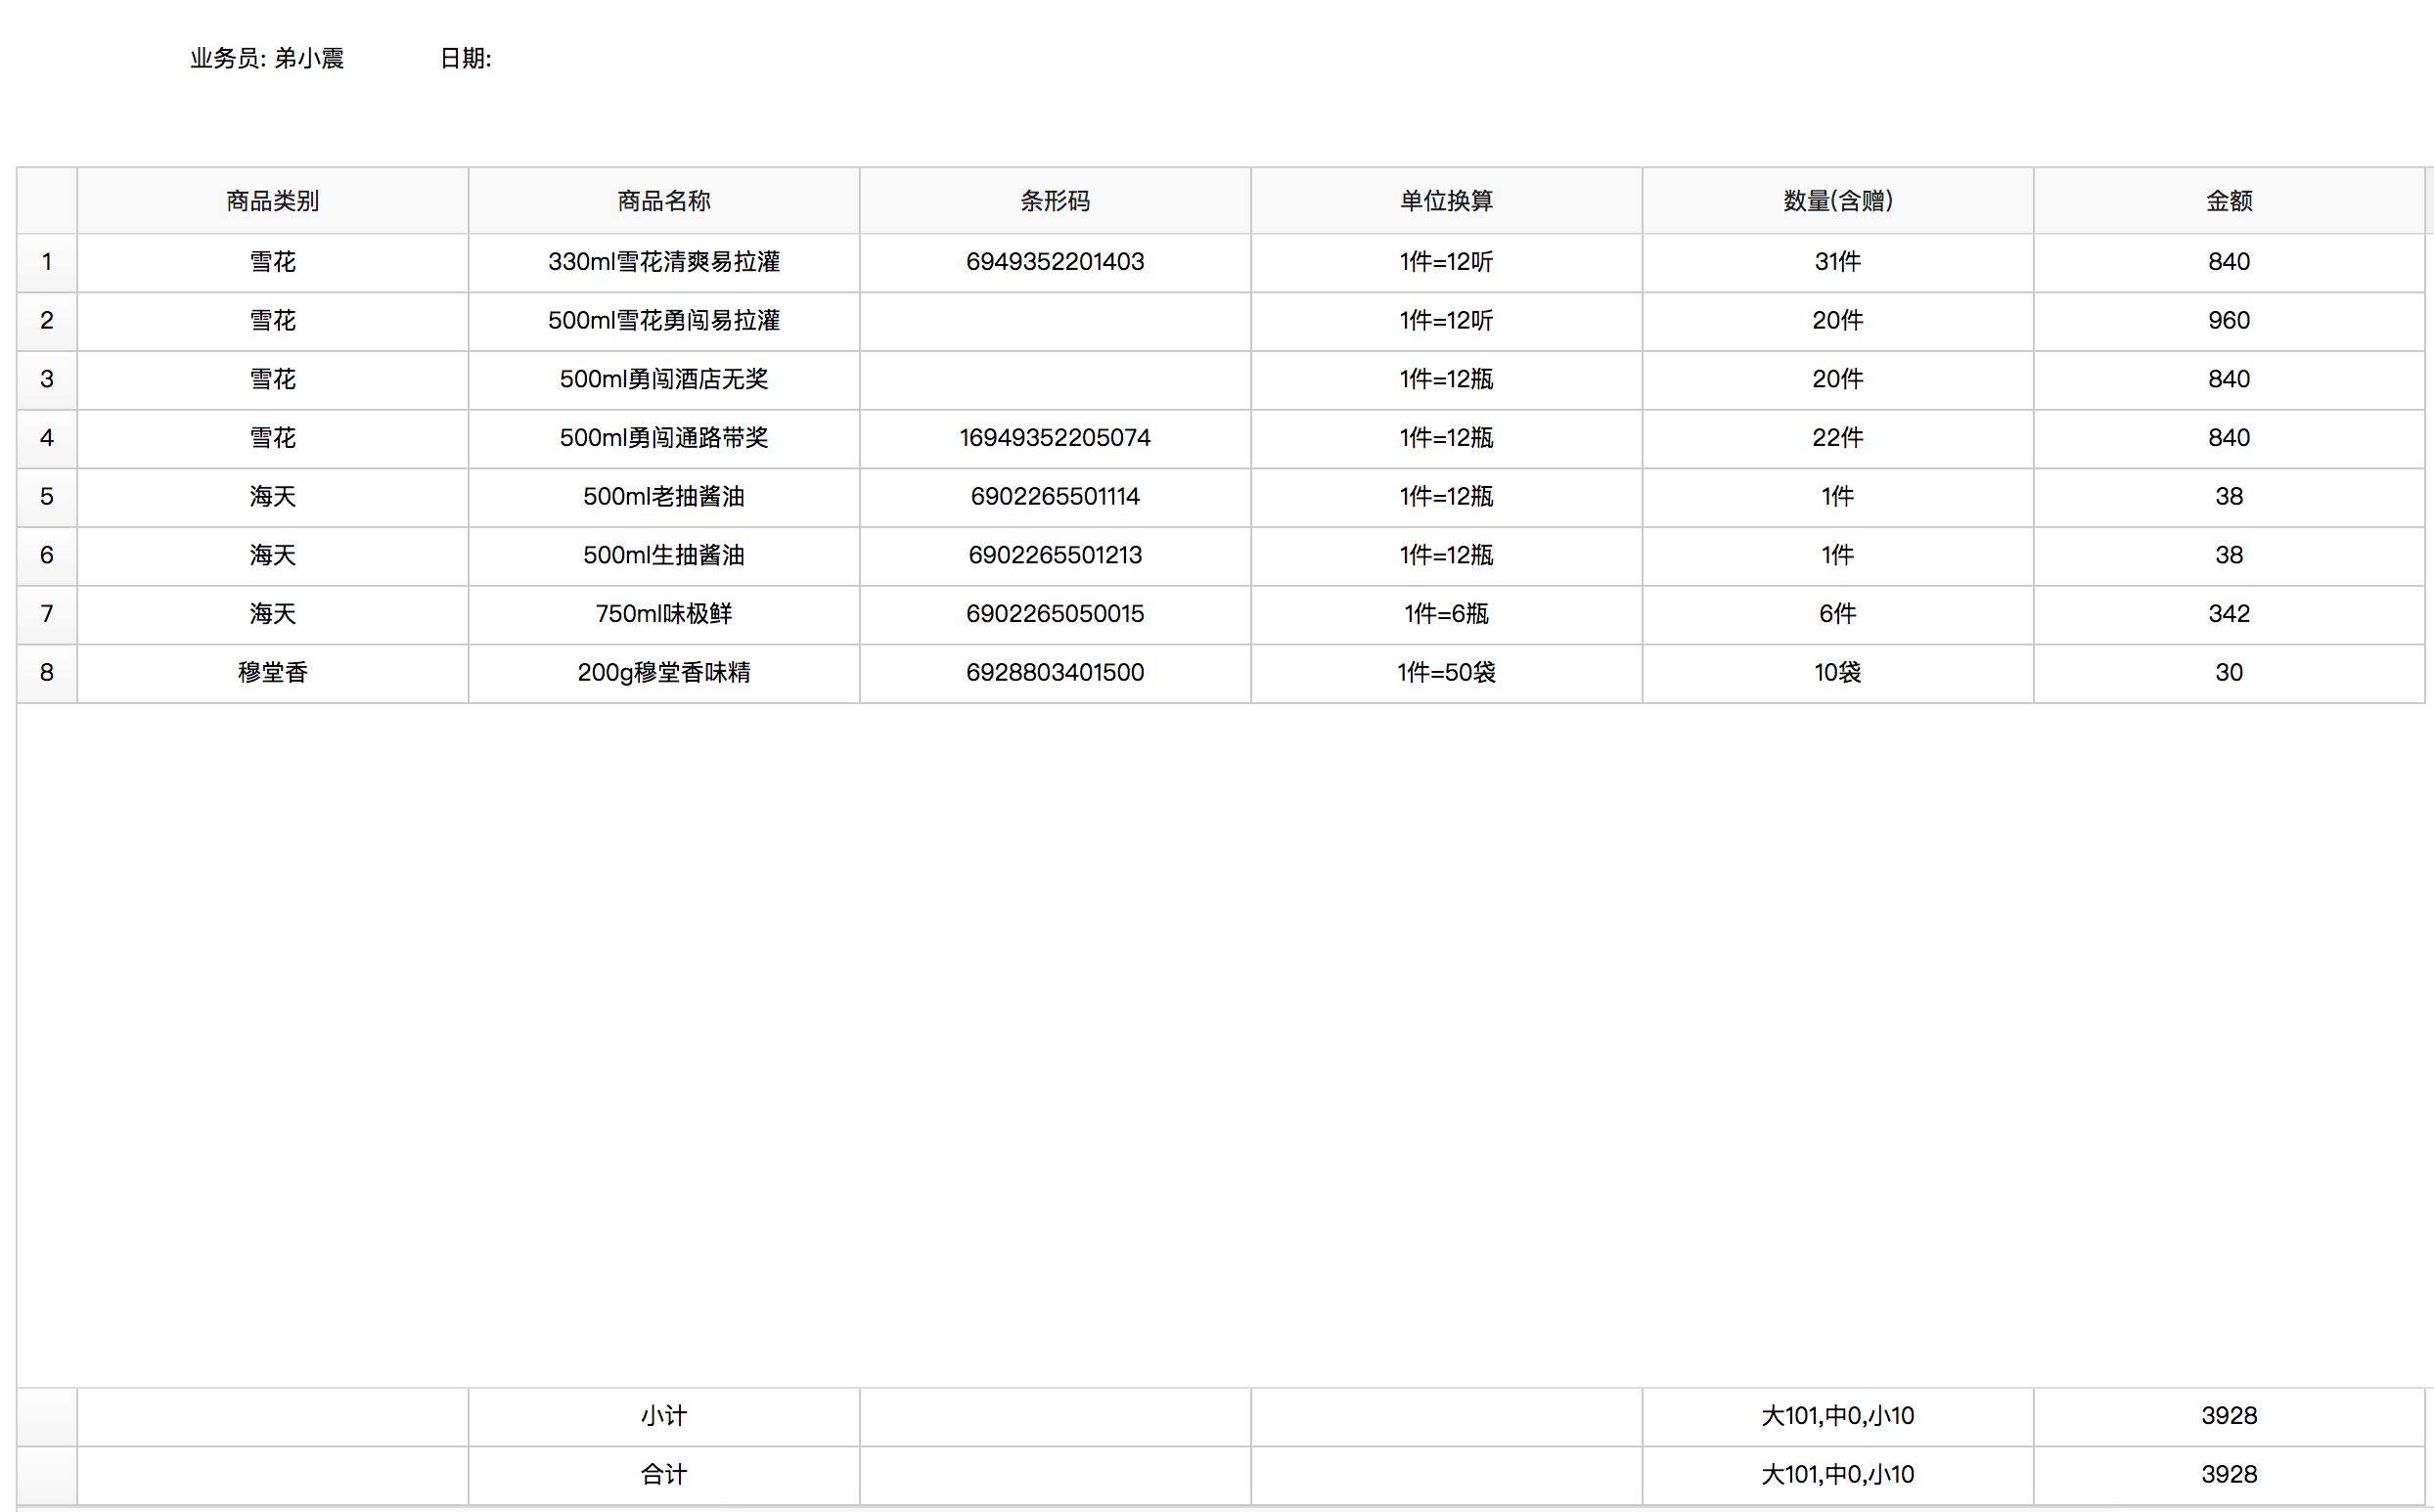 业务员: 弟小震 日期:
商品类别 商品名称 条形码 单位换算 数量(含赠) 金额
1 雪花 330ml雪花清爽易拉灌 6949352201403 1件=12听 31件 840
2 雪花 500ml雪花勇闯易拉灌 1件=12听 20件 960
3 雪花 500ml勇闯酒店无奖 1件=12瓶 20件 840
4 雪花 500ml勇闯通路带奖 16949352205074 1件=12瓶 22件 840
5 海天 500ml老抽酱油 6902265501114 1件=12瓶 1件 38
6 海天 500ml生抽酱油 6902265501213 1件=12瓶 1件 38
7 海天 750ml味极鲜 6902265050015 1件=6瓶 6件 342
8 穆堂香 200g穆堂香味精 6928803401500 1件=50袋 10袋 30
小计 大101,中0,小10 3928
合计 大101,中0,小10 3928